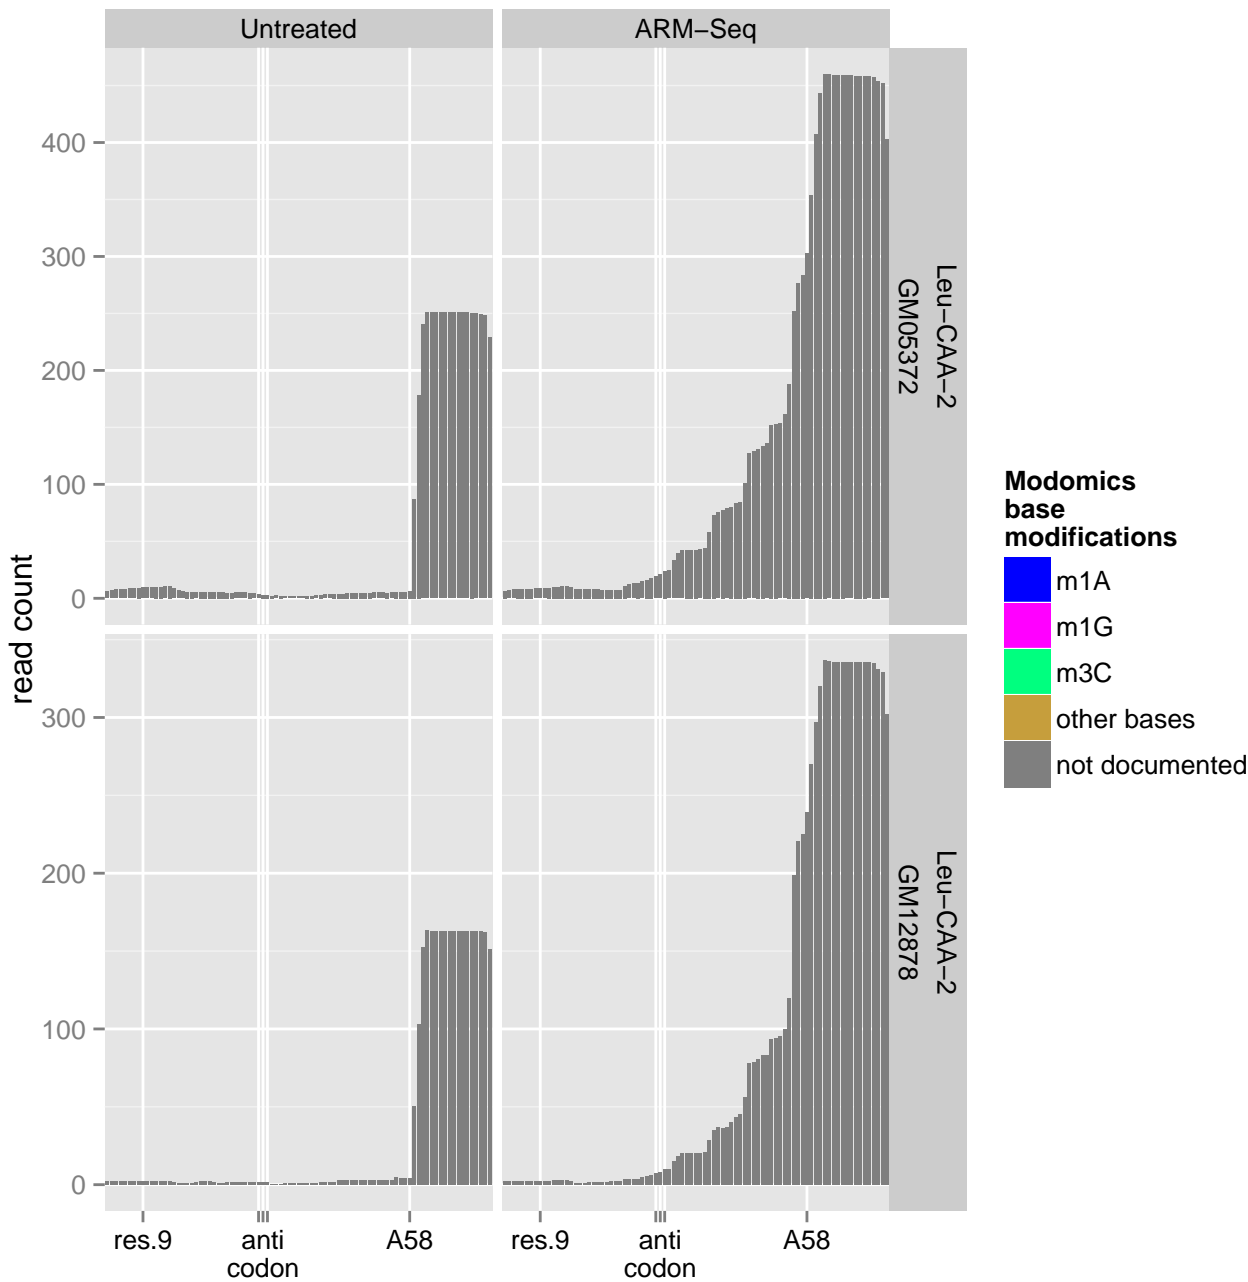 Untreated
ARM−Seq
400
300
200
100
0
Leu−CAA−2
GM05372
read count
300
200
100
0
Leu−CAA−2
GM12878
res.9
anti
codon
A58
res.9
anti
codon
A58
Modomics
base
modifications
m1A
m1G
m3C
other bases
not documented